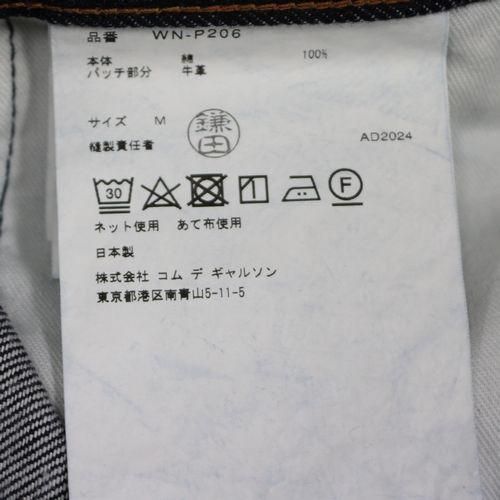 品番 WN-P206
本体 綿 100%
パッチ部分 牛革
サイズ M
縫製責任者 鎌田
AD2024
30 F
ネット使用 あて布使用
日本製
株式会社 コム デ ギャルソン
東京都港区南青山5-11-5